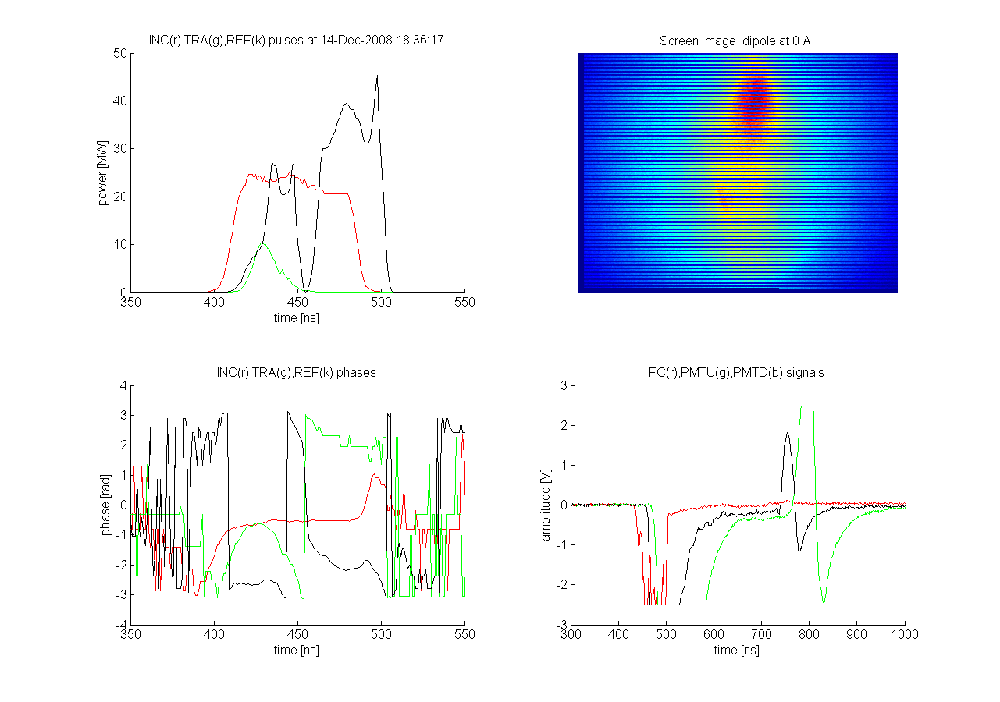 INC(r),TRA(g),REF(k) pulses at 14-Dec-2008 18:36:17
50
40
30
20
10
0
power [MW]
350 400 450 500 550
time [ns]
Screen image, dipole at 0 A
INC(r),TRA(g),REF(k) phases
4
3
2
1
0
-1
-2
-3
-4
phase [rad]
350 400 450 500 550
time [ns]
FC(r),PMTU(g),PMTD(b) signals
3
2
1
0
-1
-2
-3
amplitude [V]
300 400 500 600 700 800 900 1000
time [ns]